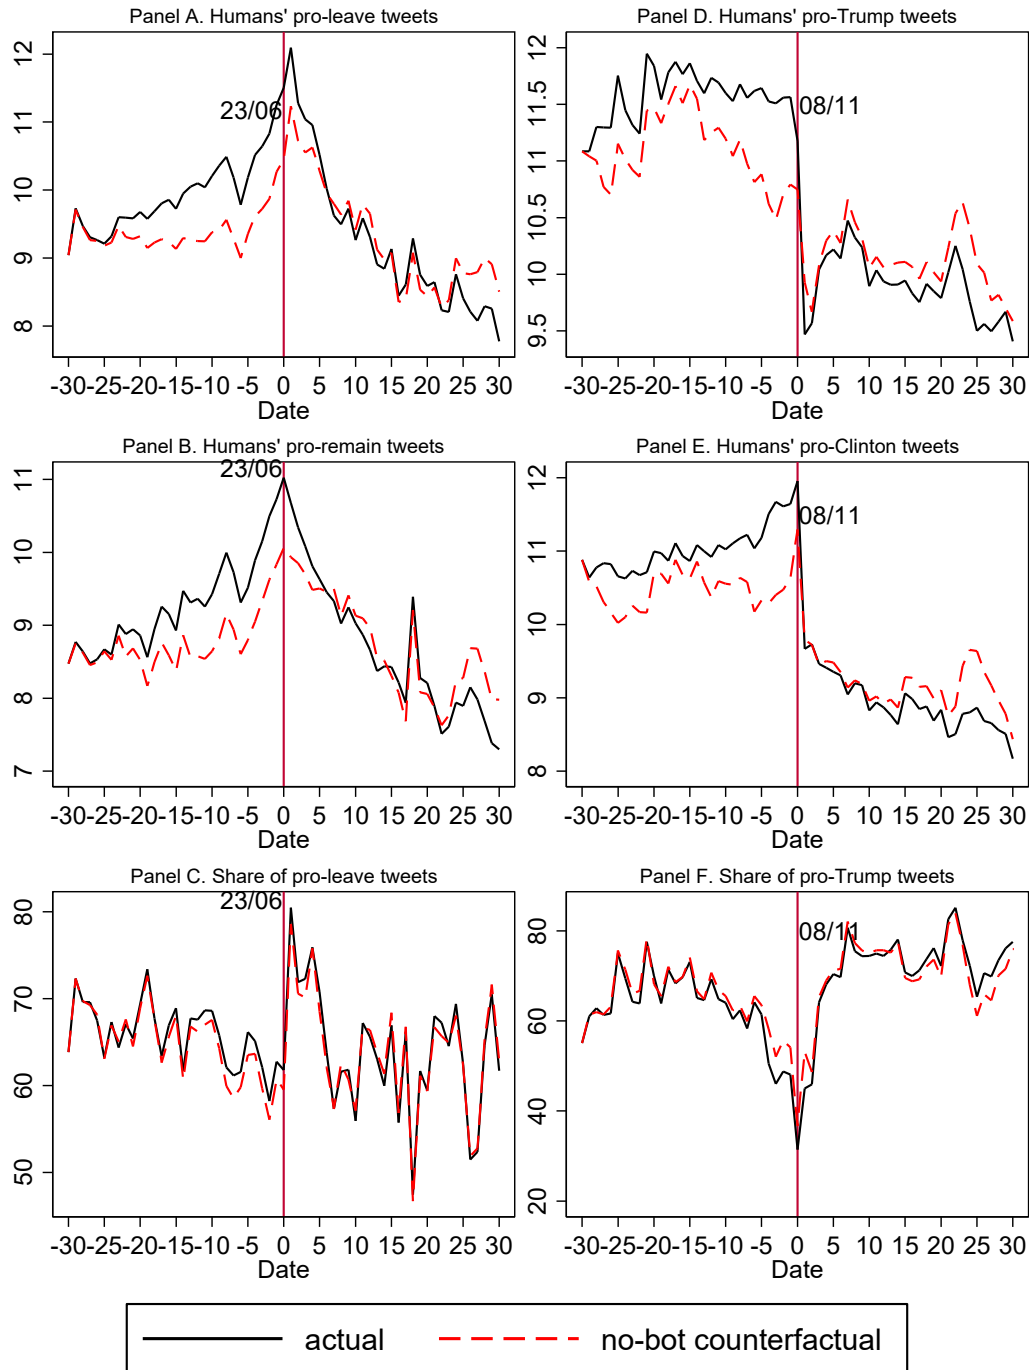 Panel A. Humans' pro-leave tweets
12
11
10
9
8
23/06
-30-25-20-15-10 -5 0 5 10 15 20 25 30
Date
Panel D. Humans' pro-Trump tweets
12
11.5
11
10.5
10
9.5
08/11
-30-25-20-15-10 -5 0 5 10 15 20 25 30
Date
Panel B. Humans' pro-remain tweets
11
10
9
8
7
23/06
-30-25-20-15-10 -5 0 5 10 15 20 25 30
Date
Panel E. Humans' pro-Clinton tweets
12
11
10
9
8
08/11
-30-25-20-15-10 -5 0 5 10 15 20 25 30
Date
Panel C. Share of pro-leave tweets
80
70
60
50
23/06
-30-25-20-15-10 -5 0 5 10 15 20 25 30
Date
Panel F. Share of pro-Trump tweets
80
60
40
20
08/11
-30-25-20-15-10 -5 0 5 10 15 20 25 30
Date
actual
no-bot counterfactual